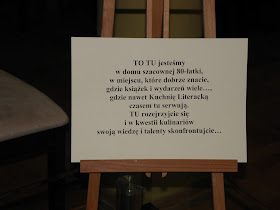 TO TU jesteśmy
w domu szacownej 80-latki,
w miejscu, które dobrze znacie,
gdzie książek i wydarzeń wiele...,
gdzie nawet Kuchnię Literacką
czasem tu serwują.
TU rozejrzyjcie się
i w kwestii kulinariów
swoją wiedzę i talenty skonfrontujcie...